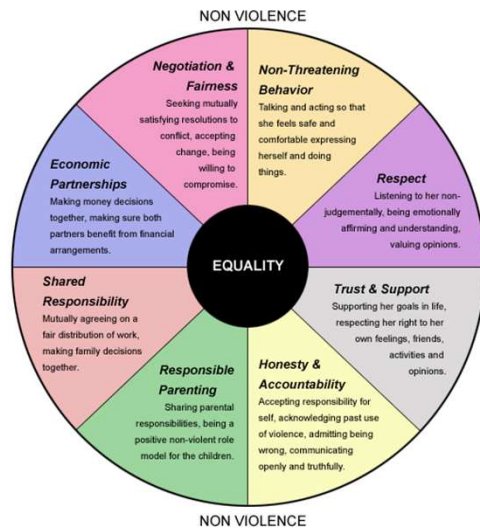 NON VIOLENCE
Negotiation &
Fairness
Seeking mutually
satisfying resolutions to
conflict, accepting
change, being
willing to
compromise.
Non-Threatening
Behavior
Talking and acting so that
she feels safe and
comfortable expressing
herself and doing
things.
Respect
Listening to her non-
judgementally, being emotionally
affirming and understanding,
valuing opinions.
Trust & Support
Supporting her goals in life,
respecting her right to her
own feelings, friends,
activities and
opinions.
Honesty &
Accountability
Accepting responsibility for
self, acknowledging past use
of violence, admitting being
wrong, communicating
openly and truthfully.
Responsible
Parenting
Sharing parental
responsibilities, being a
positive non-violent role
model for the children.
Shared
Responsibility
Mutually agreeing on a
fair distribution of work,
making family decisions
together.
Economic
Partnerships
Making money decisions
together, making sure both
partners benefit from financial
arrangements.
EQUALITY
NON VIOLENCE